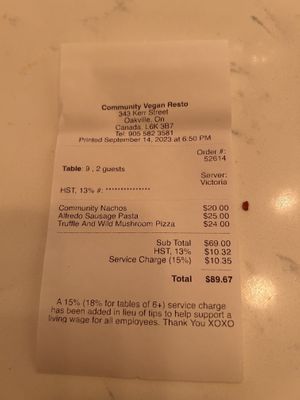 Community Vegan Resto
343 Kerr Street
Oakville, On
Canada, L6K 3B7
Tel: 905 582 3581
Printed September 14, 2023 at 6:50 PM
Order #:
52614
Table: 9, 2 guests
Server:
Victoria
HST, 13% #: ***************
Community Nachos $20.00
Alfredo Sausage Pasta $25.00
Truffle And Wild Mushroom Pizza $24.00
Sub Total $69.00
HST, 13% $10.32
Service Charge (15%) $10.35
Total $89.67
A 15% (18% for tables of 6+) service charge
has been added in lieu of tips to help support a
living wage for all employees. Thank You XOXO